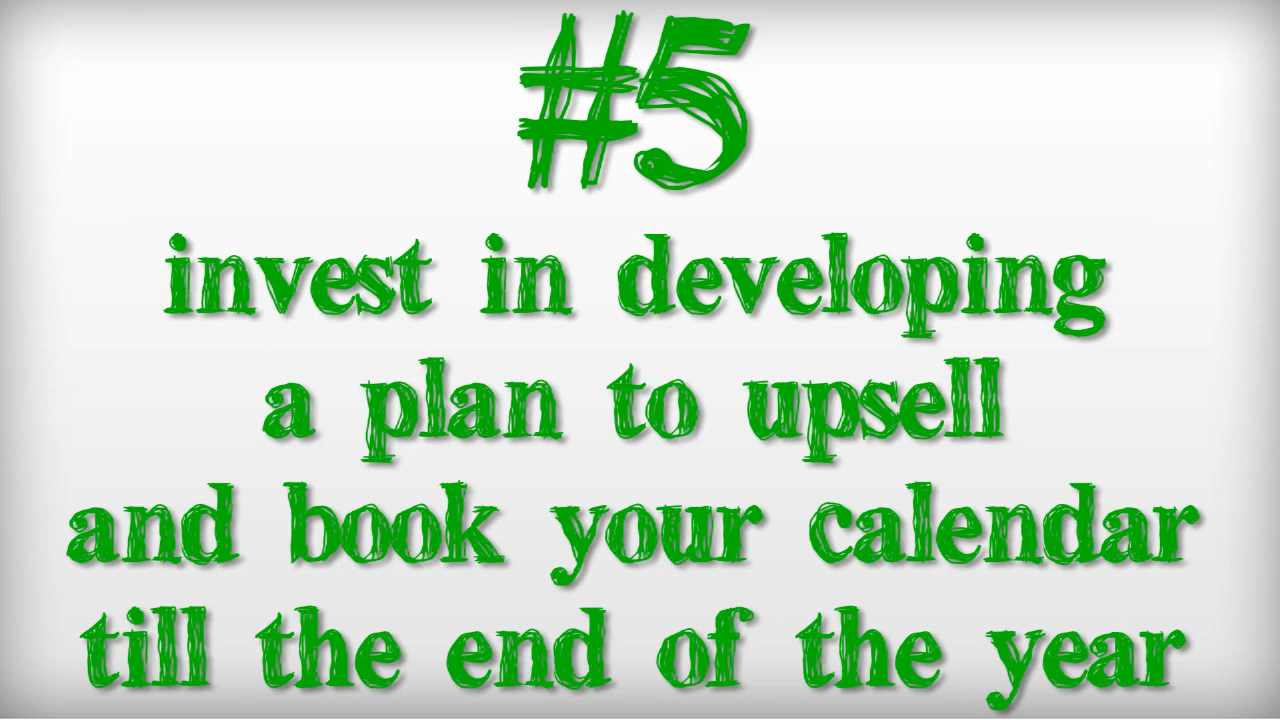 #5
invest in developing
a plan to upsell
and book your calendar
till the end of the year